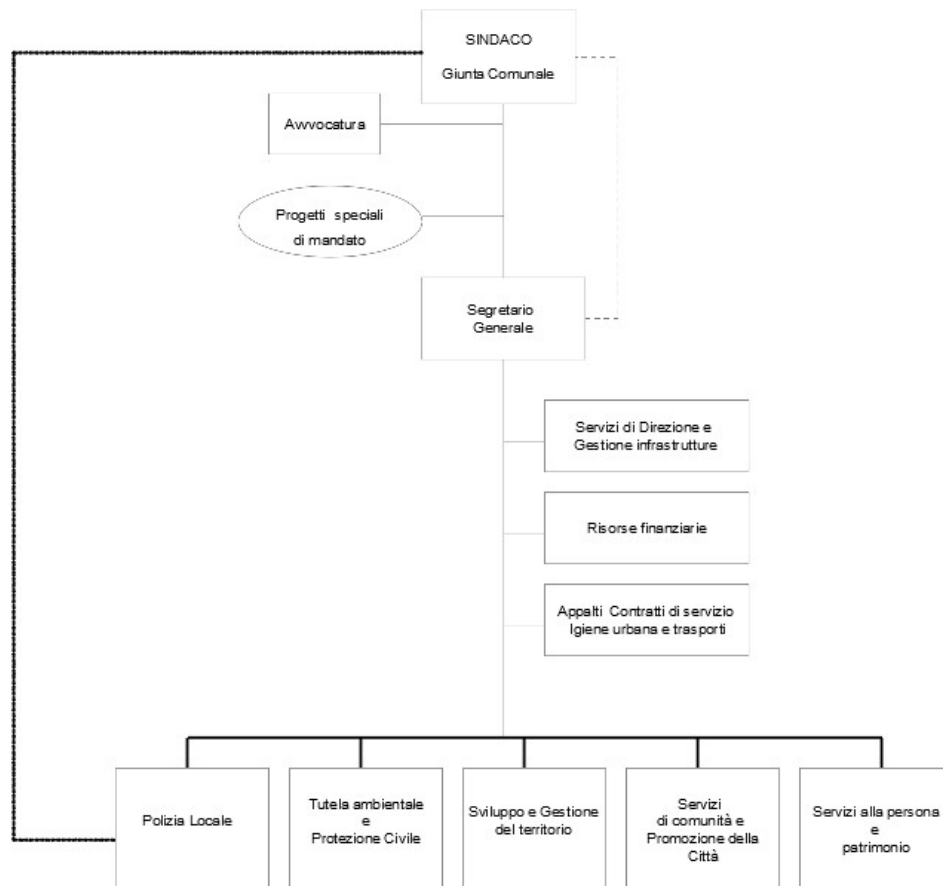 SINDACO
Giunta Comunale
Avvocatura
Progetti speciali
di mandato
Segretario
Generale
Servizi di Direzione e
Gestione infrastrutture
Risorse finanziarie
Appalti Contratti di servizio
Igiene urbana e trasporti
Polizia Locale
Tutela ambientale
e
Protezione Civile
Sviluppo e Gestione
del territorio
Servizi
di comunità e
Promozione della
Città
Servizi alla persona
e
patrimonio